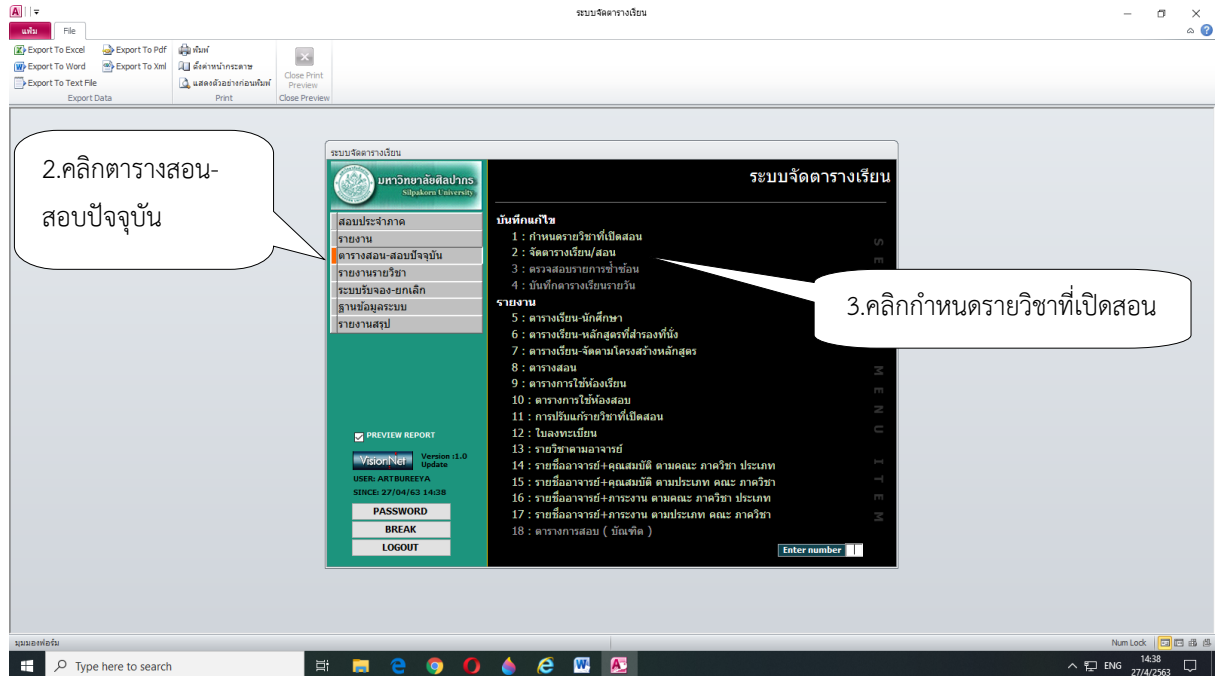 ระบบจัดตารางเรียน
แฟ้ม File
Export To Excel Export To Pdf พิมพ์
Export To Word Export To Xml ตั้งค่าหน้ากระดาษ
Export To Text File แสดงตัวอย่างก่อนพิมพ์
Close Print
Preview
Export Data Print Close Preview
2.คลิกตารางสอน-
สอบปัจจุบัน
ระบบจัดตารางเรียน
มหาวิทยาลัยศิลปากร
Silpakorn University
สอบประจำภาค
รายงาน
ตารางสอน-สอบปัจจุบัน
รายงานรายวิชา
ระบบรับจอง-ยกเลิก
ฐานข้อมูลระบบ
รายงานสรุป
PREVIEW REPORT
VisionNet Version :1.0
Update
USER: ARTBUREEYA
SINCE: 27/04/63 14:38
PASSWORD
BREAK
LOGOUT
ระบบจัดตารางเรียน
บันทึกแก้ไข
1 : กำหนดรายวิชาที่เปิดสอน
2 : จัดตารางเรียน/สอน
3 : ตรวจสอบรายการซ้ำซ้อน
4 : บันทึกตารางเรียนรายวัน
รายงาน
5 : ตารางเรียน-นักศึกษา
6 : ตารางเรียน-หลักสูตรที่สำรองที่นั่ง
7 : ตารางเรียน-จัดตามโครงสร้างหลักสูตร
8 : ตารางสอน
9 : ตารางการใช้ห้องเรียน
10 : ตารางการใช้ห้องสอบ
11 : การปรับแก้รายวิชาที่เปิดสอน
12 : ใบลงทะเบียน
13 : รายวิชาตามอาจารย์
14 : รายชื่ออาจารย์+คุณสมบัติ ตามคณะ ภาควิชา ประเภท
15 : รายชื่ออาจารย์+คุณสมบัติ ตามประเภท คณะ ภาควิชา
16 : รายชื่ออาจารย์+ภาระงาน ตามคณะ ภาควิชา ประเภท
17 : รายชื่ออาจารย์+ภาระงาน ตามประเภท คณะ ภาควิชา
18 : ตารางการสอบ ( บัณฑิต )
Enter number
3.คลิกกำหนดรายวิชาที่เปิดสอน
S E M E N U I T E M
มุมมองฟอร์ม
Num Lock
Type here to search
ENG
14:38
27/4/2563